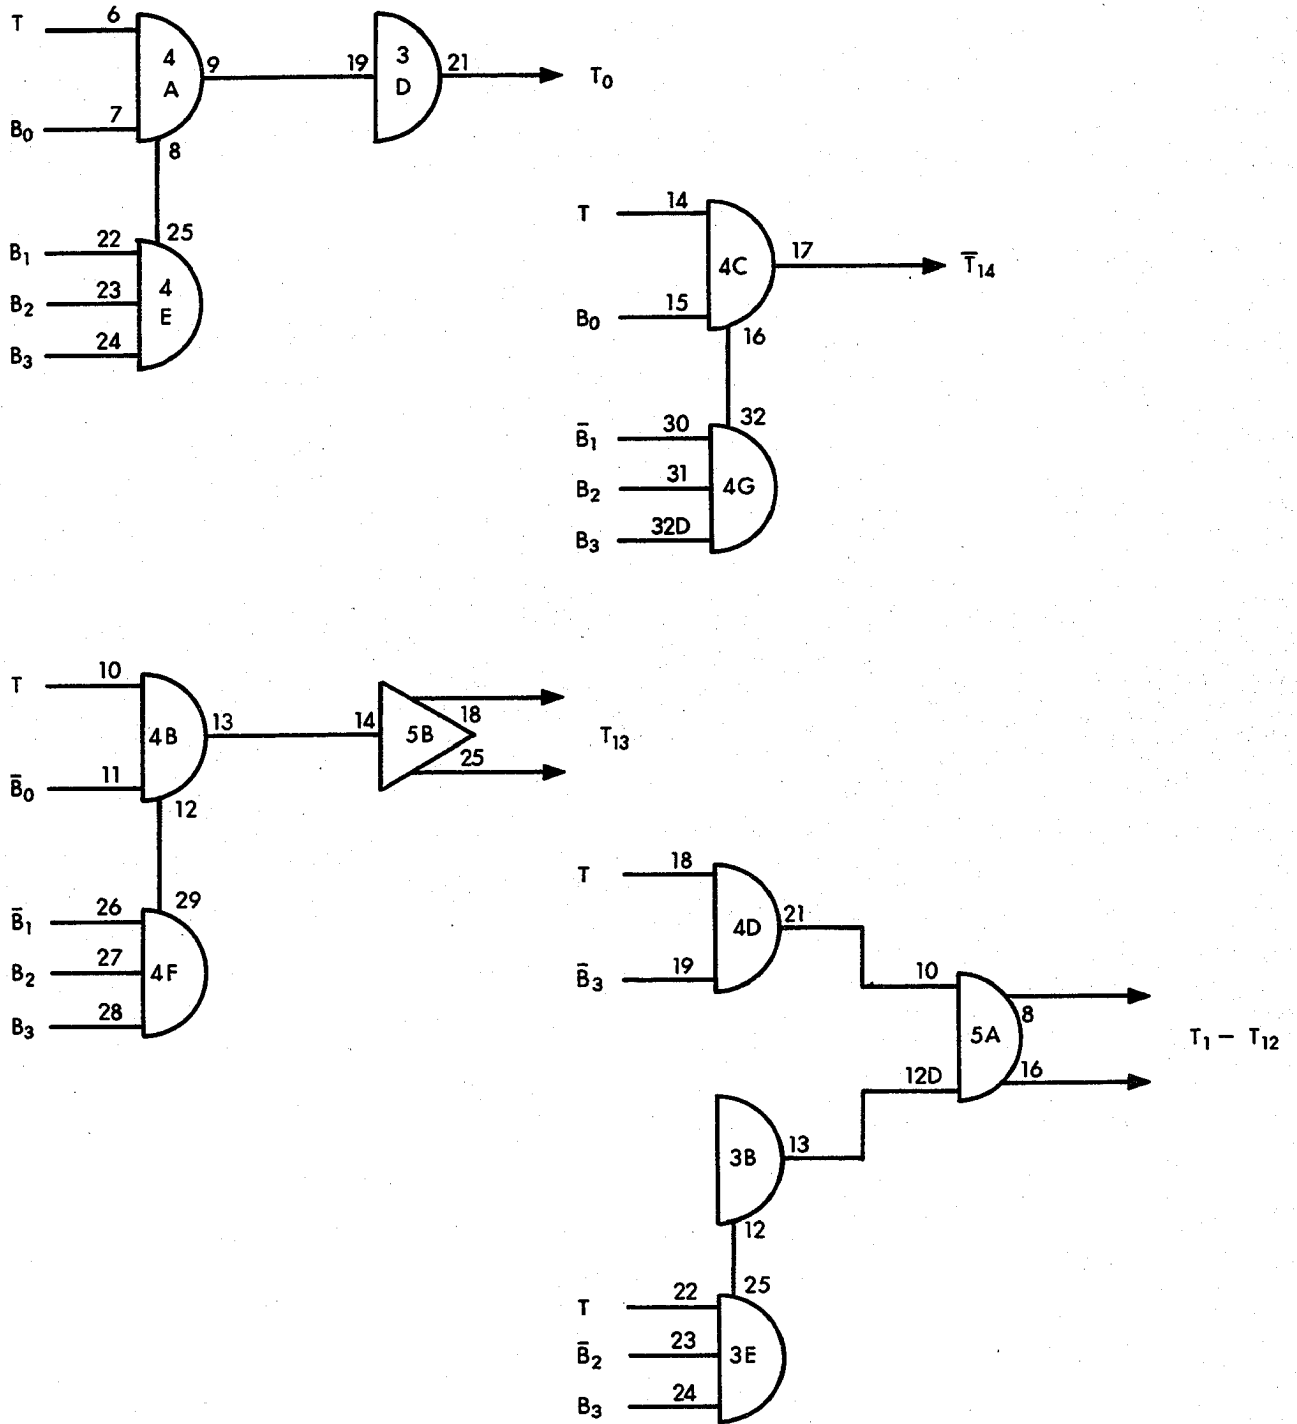 T 6
4
A
9 19
3
D
21 T₀
B₀ 7
8
25
B₁ 22
B₂ 23
4
E
B₃ 24
T 14
4C
17 T̅₁₄
B₀ 15
16
32
B̅₁ 30
B₂ 31
4G
B₃ 32D
T 10
4B
13 14
5B
18
25
T₁₃
B̅₀ 11
12
29
B̅₁ 26
B₂ 27
4F
B₃ 28
T 18
4D
21
B̅₃ 19
10
5A
8
16
12D
T₁ – T₁₂
3B
13
12
25
T 22
B̅₂ 23
3E
B₃ 24